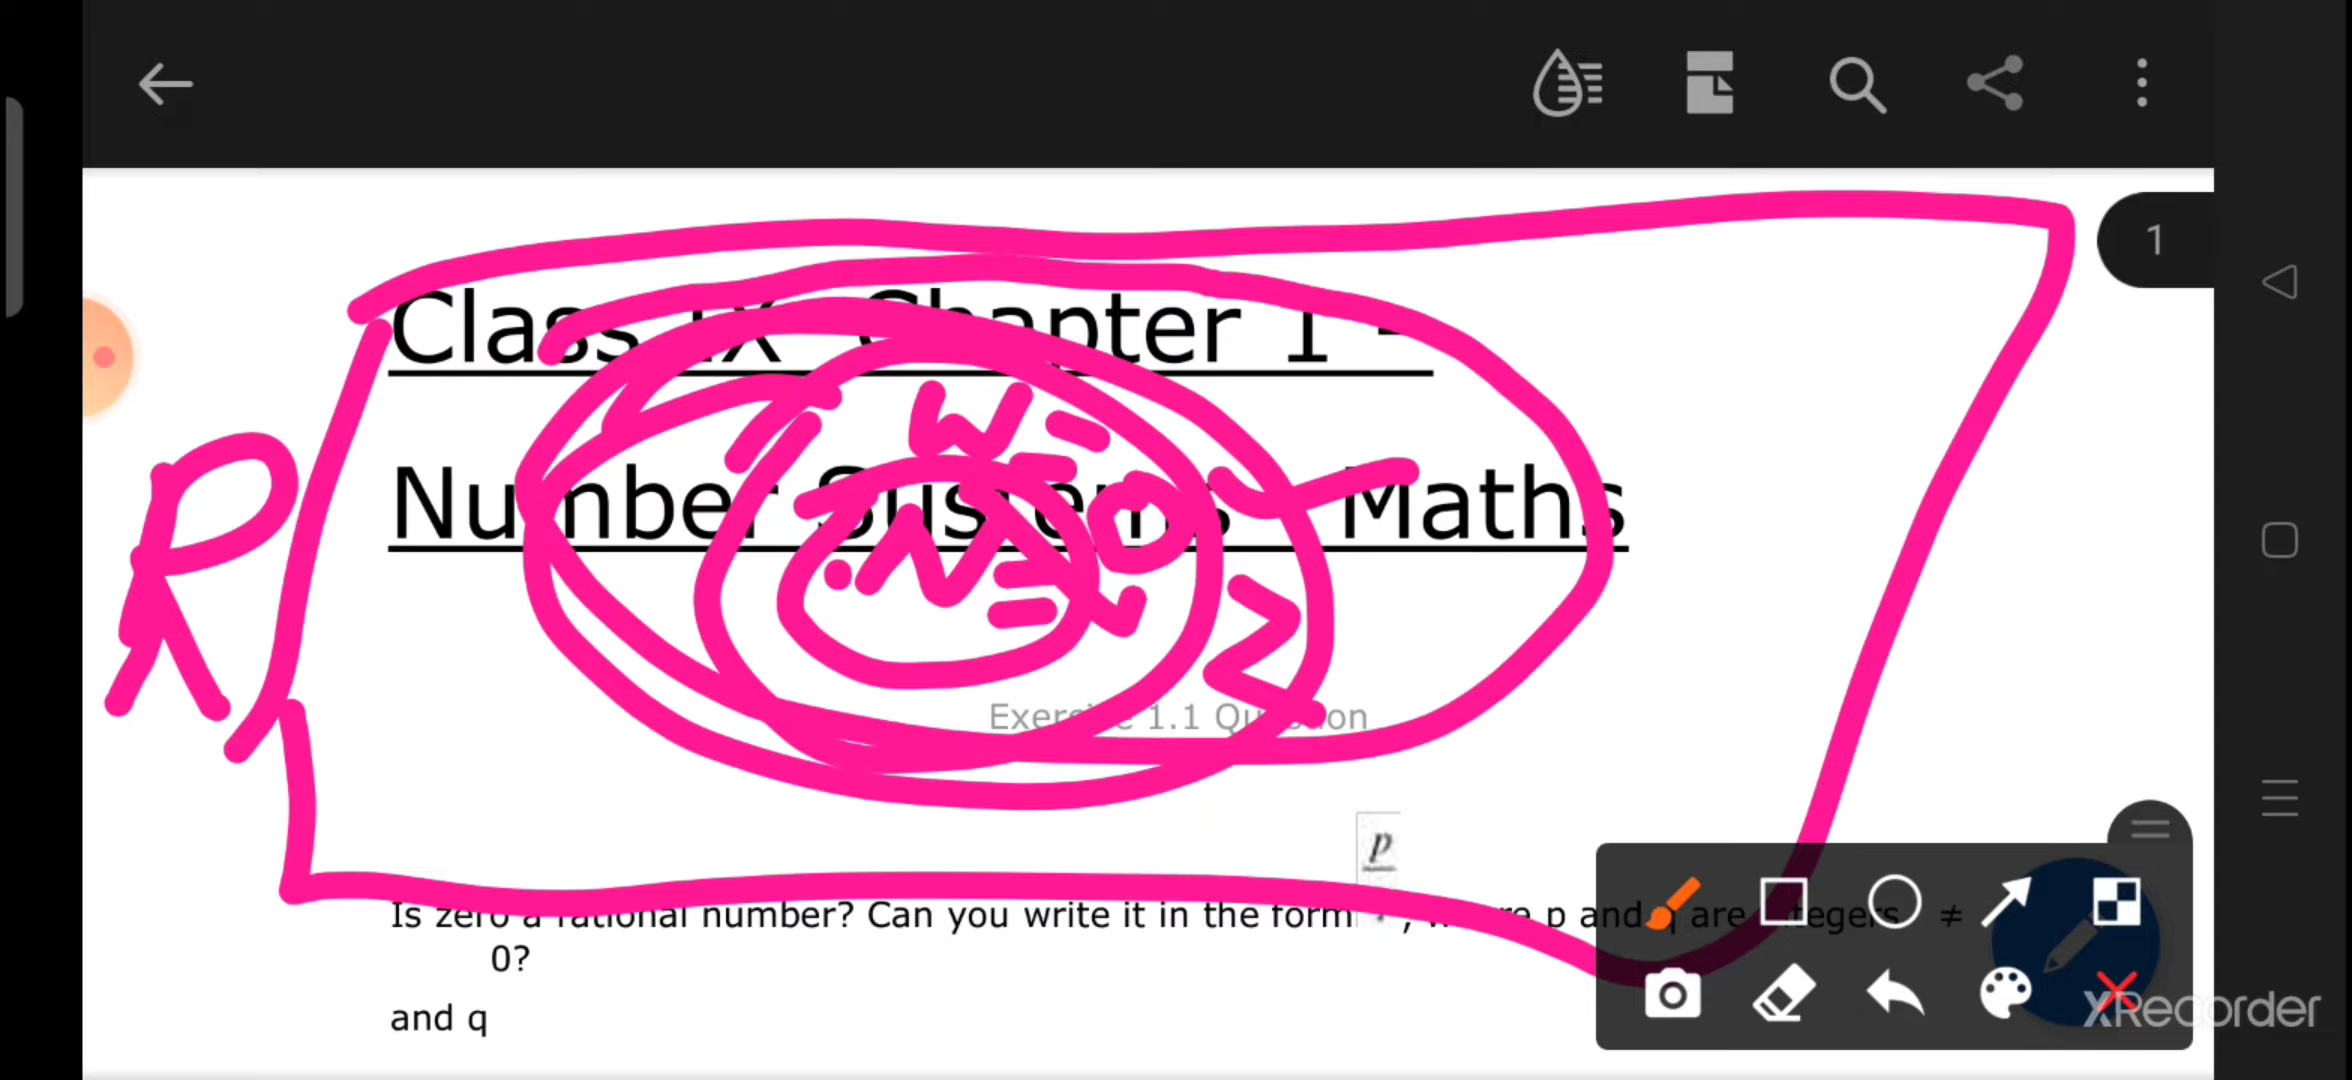 1
Class IX Chapter 1 –
Number Systems Maths
R
W
0
N
Z
Exercise 1.1 Question
p
Is zero a rational number? Can you write it in the form , where p and q are integers ≠
0?
and q
XRecorder